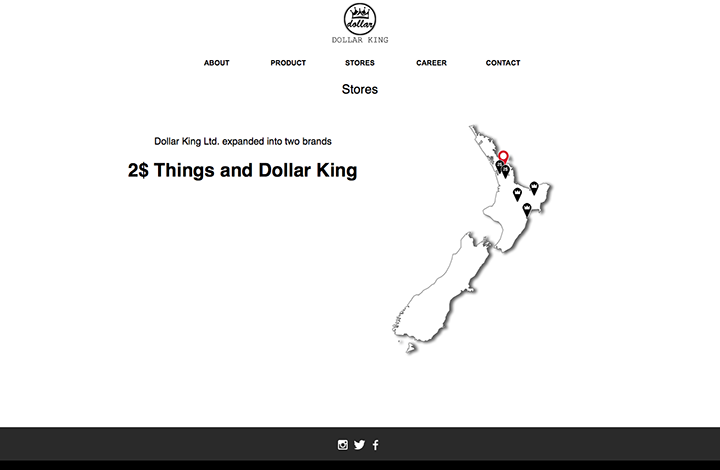 dollar
DOLLAR KING
ABOUT PRODUCT STORES CAREER CONTACT
Stores
Dollar King Ltd. expanded into two brands
2$ Things and Dollar King